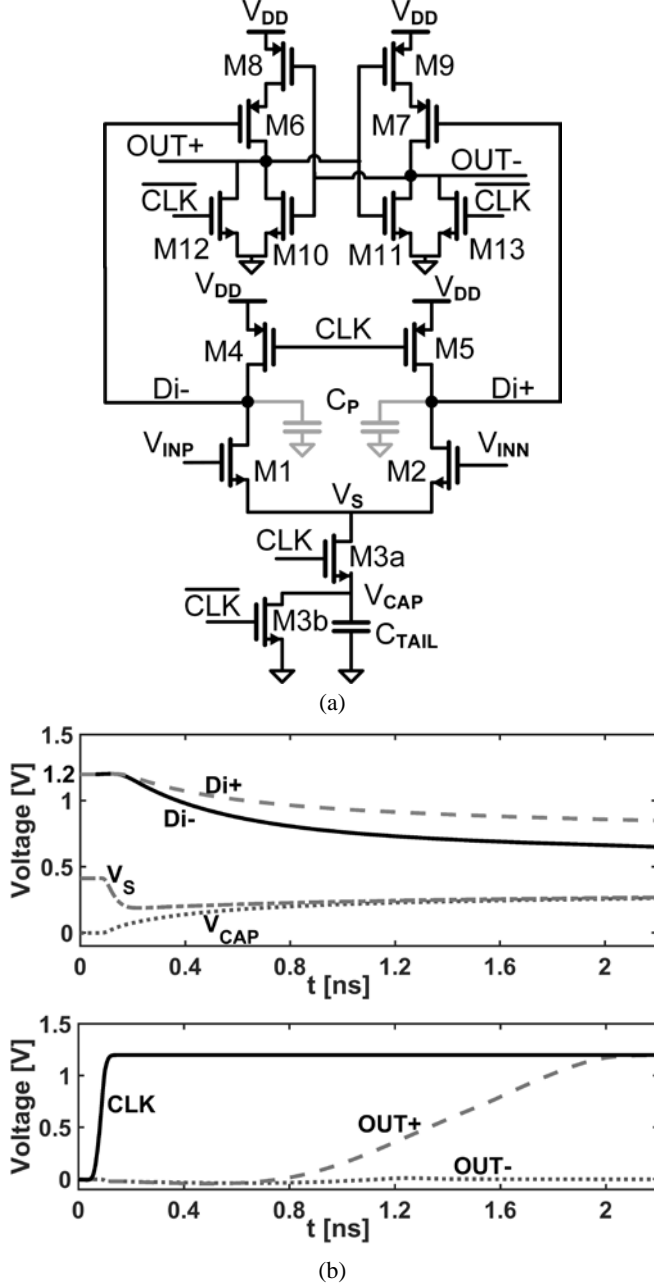 VDD VDD
M8 M9
M6 M7
OUT+ OUT-
CLK CLK
M12 M10 M11 M13
VDD VDD
M4 CLK M5
Di- CP Di+
VINP VINN
M1 M2
VS
CLK M3a
CLK VCAP
M3b CTAIL
(a)
Voltage [V]
1.5
1.2
1
0.5
0
Di+
Di-
VS
VCAP
0 0.4 0.8 1.2 1.6 2
t [ns]
Voltage [V]
1.5
1
0.5
0
CLK
OUT+
OUT-
0 0.4 0.8 1.2 1.6 2
t [ns]
(b)